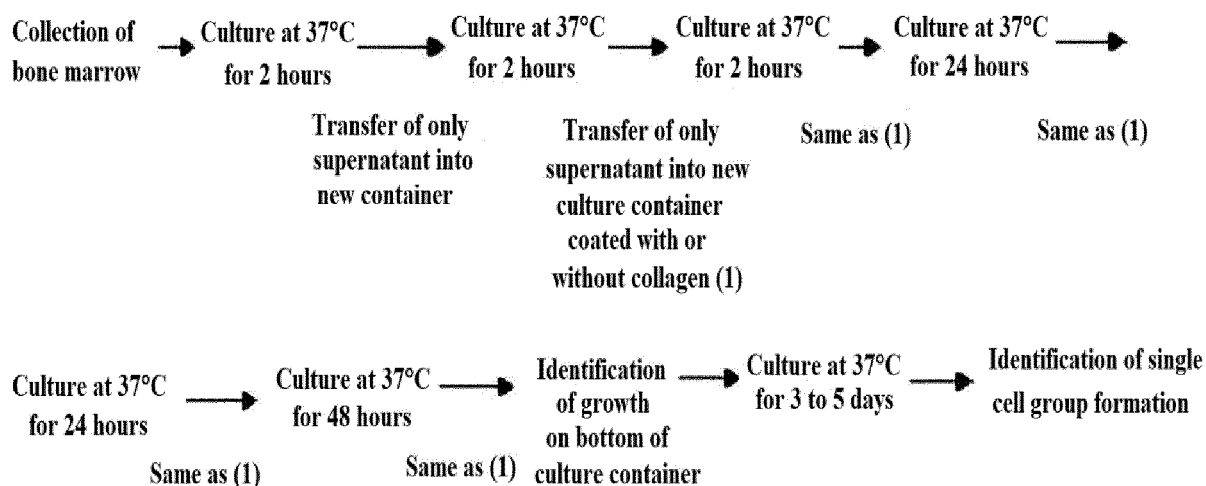 Collection of
bone marrow
Culture at 37°C
for 2 hours
Transfer of only
supernatant into
new container
Culture at 37°C
for 2 hours
Transfer of only
supernatant into new
culture container
coated with or
without collagen (1)
Culture at 37°C
for 2 hours
Same as (1)
Culture at 37°C
for 24 hours
Same as (1)
Culture at 37°C
for 24 hours
Same as (1)
Culture at 37°C
for 48 hours
Same as (1)
Identification
of growth
on bottom of
culture container
Culture at 37°C
for 3 to 5 days
Identification of single
cell group formation